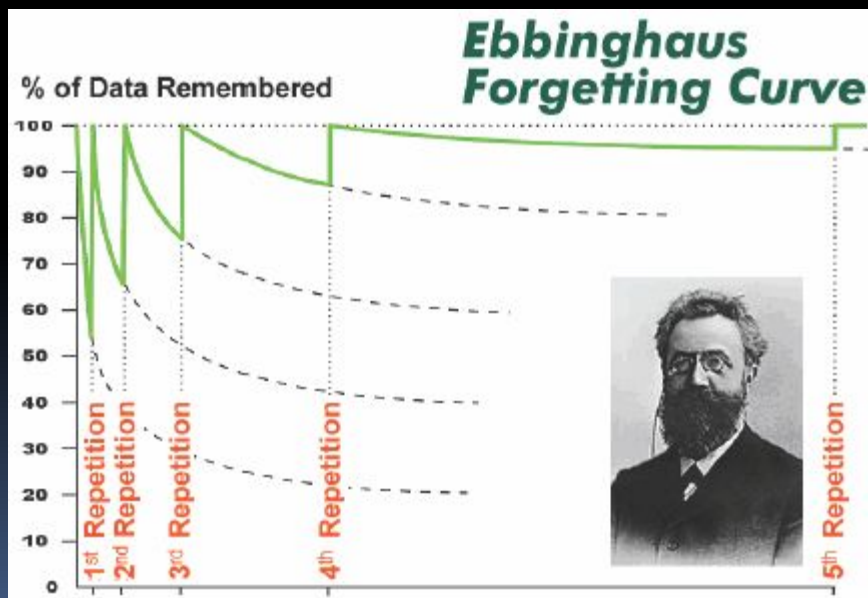 Ebbinghaus
Forgetting Curve
% of Data Remembered
100
90
80
70
60
50
40
30
20
10
0
1st Repetition
2nd Repetition
3rd Repetition
4th Repetition
5th Repetition